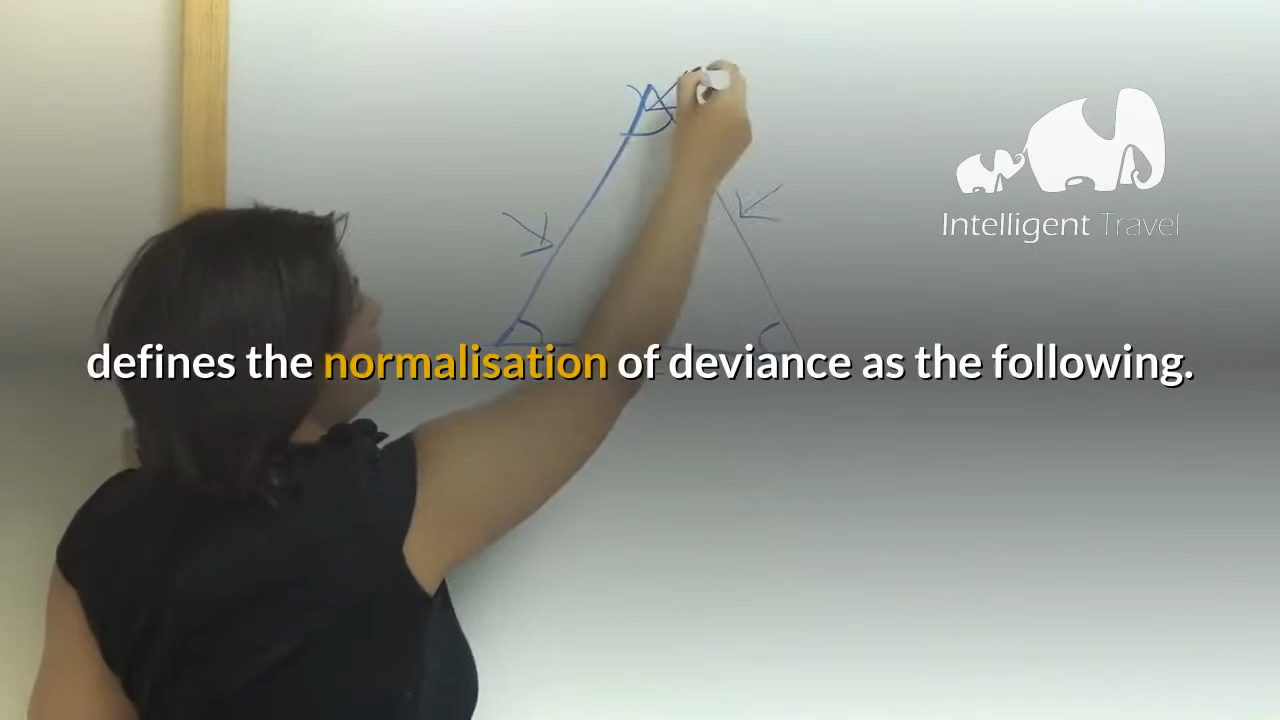 Intelligent Travel
defines the normalisation of deviance as the following.